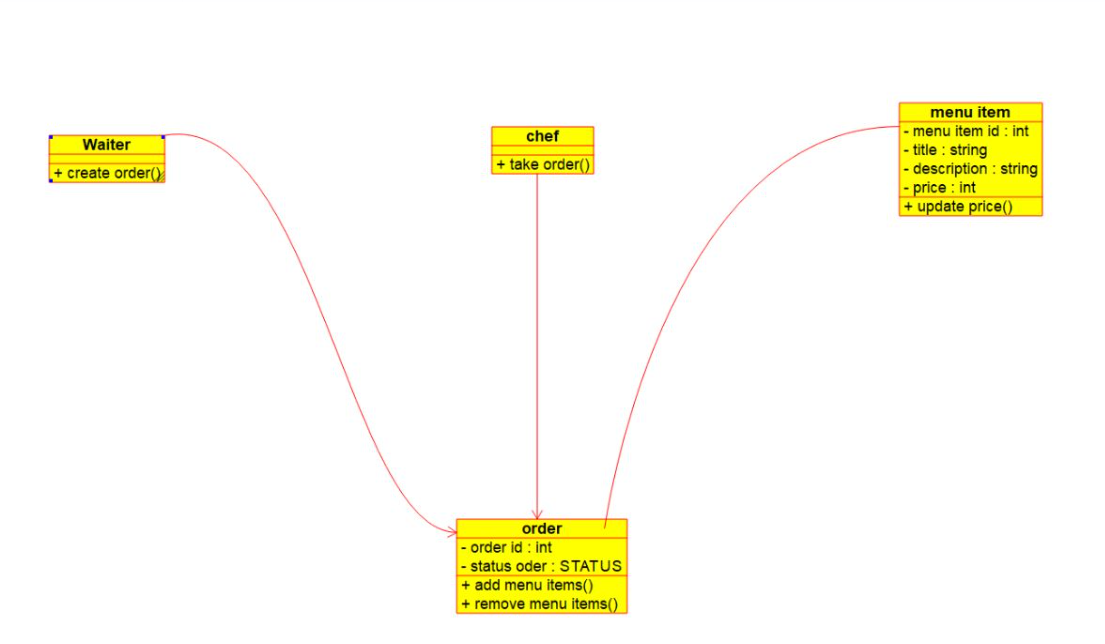 Waiter
+ create order()
chef
+ take order()
menu item
- menu item id : int
- title : string
- description : string
- price : int
+ update price()
order
- order id : int
- status oder : STATUS
+ add menu items()
+ remove menu items()